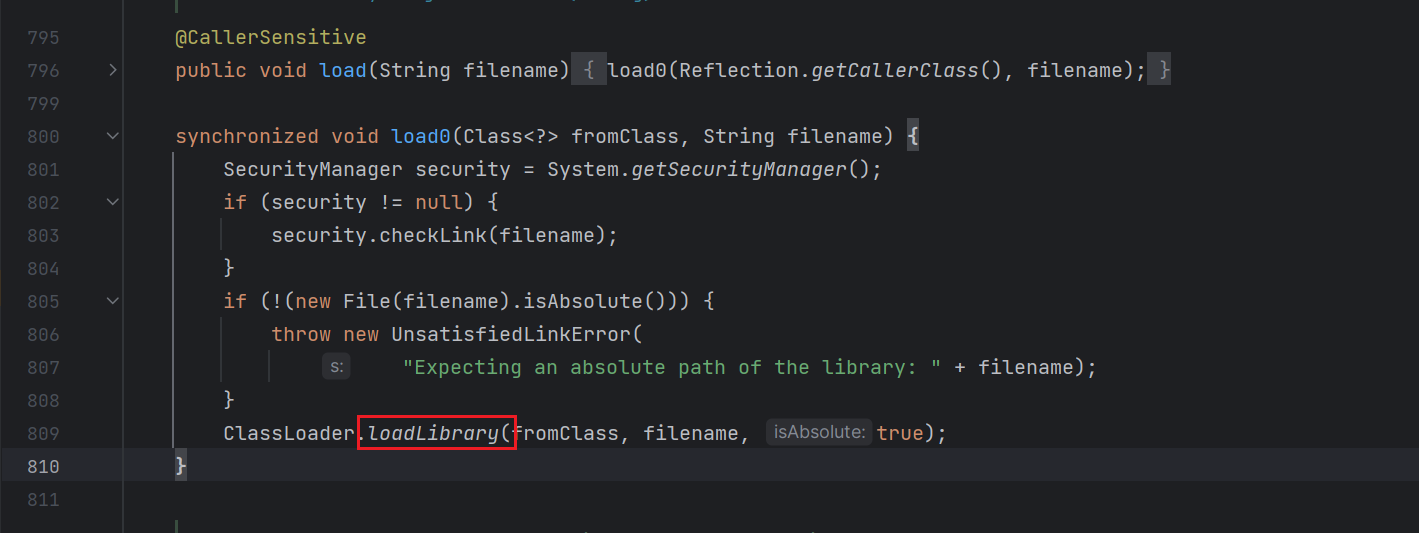 795 @CallerSensitive
796 public void load(String filename) { load0(Reflection.getCallerClass(), filename); }
799
800 synchronized void load0(Class<?> fromClass, String filename) {
801 SecurityManager security = System.getSecurityManager();
802 if (security != null) {
803 security.checkLink(filename);
804 }
805 if (!(new File(filename).isAbsolute())) {
806 throw new UnsatisfiedLinkError(
807 s: "Expecting an absolute path of the library: " + filename);
808 }
809 ClassLoader.loadLibrary(fromClass, filename, isAbsolute: true);
810 }
811